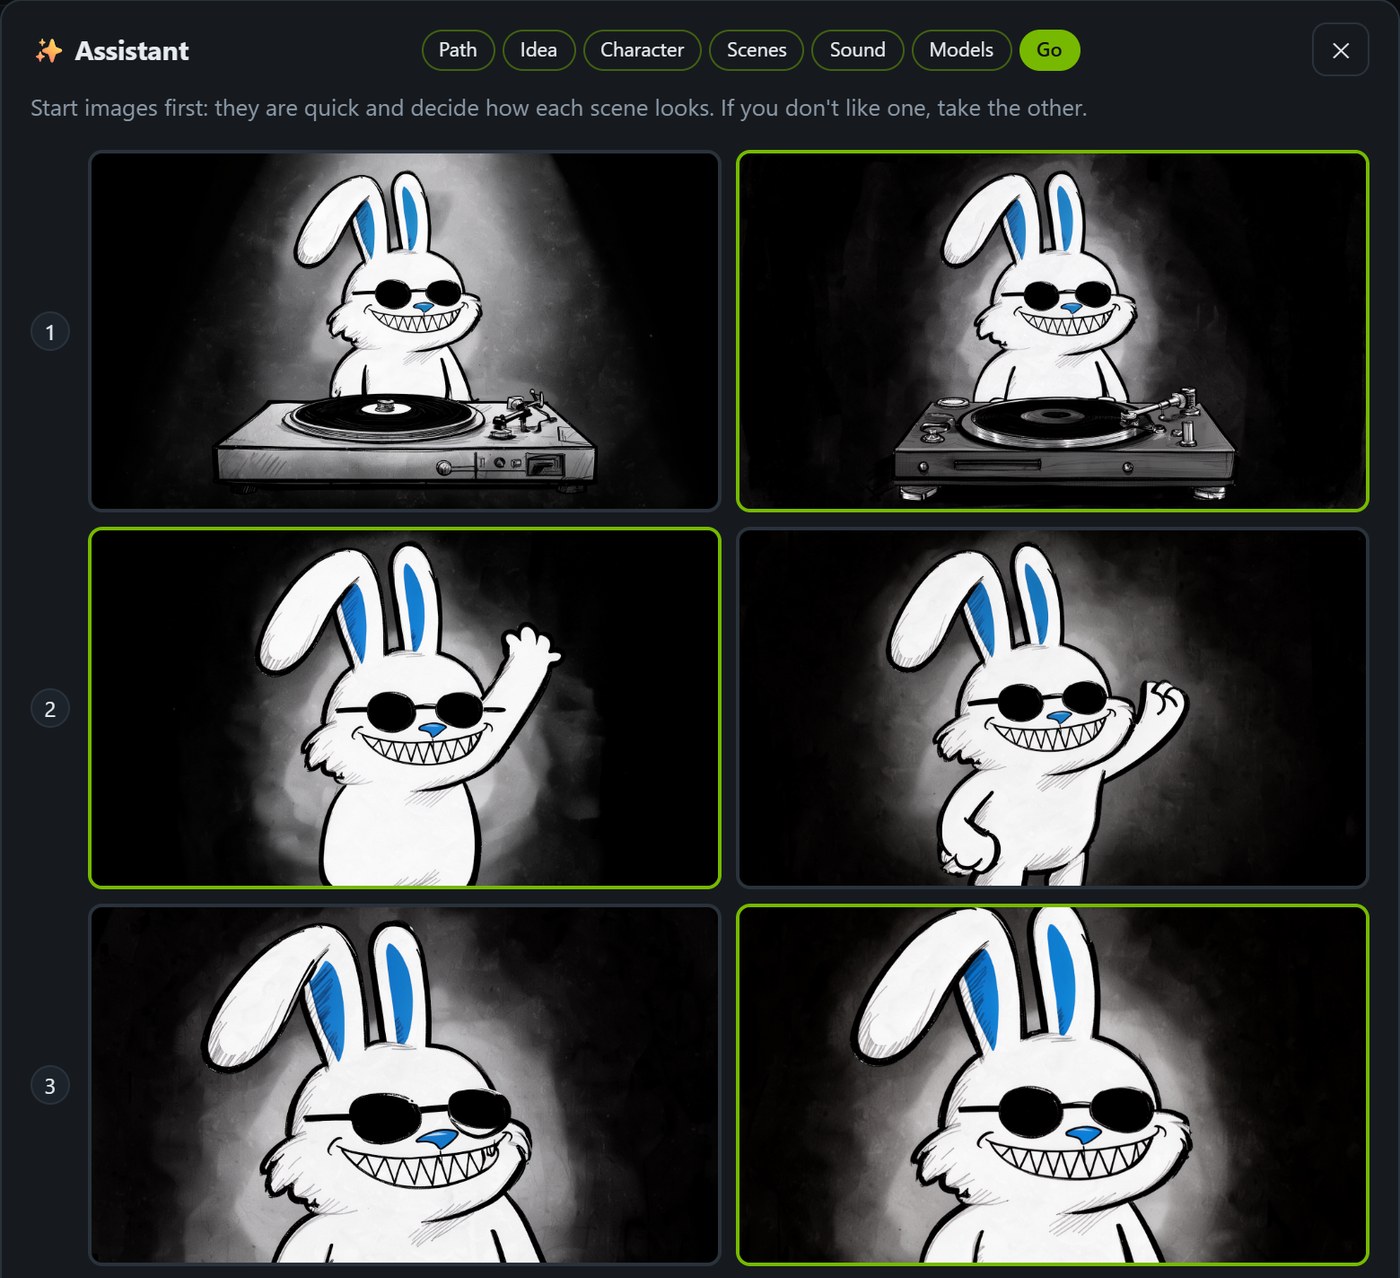 Assistant
Path Idea Character Scenes Sound Models Go
Start images first: they are quick and decide how each scene looks. If you don't like one, take the other.
1
2
3